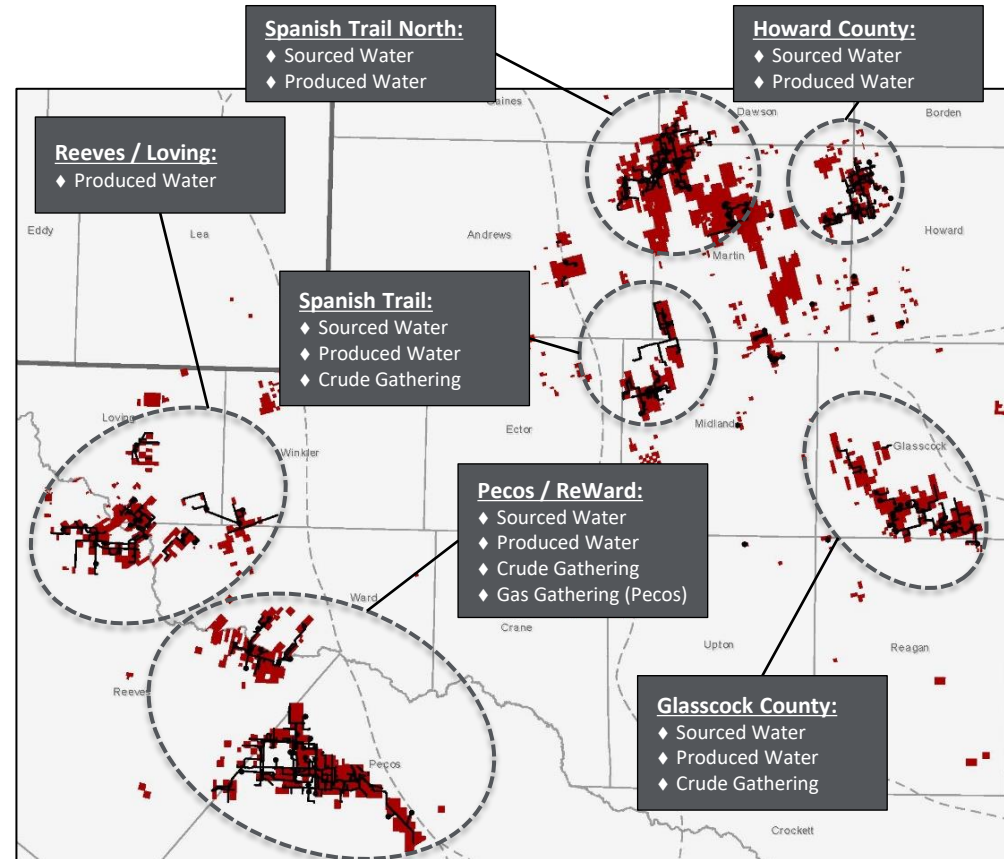 Spanish Trail North:
♦ Sourced Water
♦ Produced Water
Howard County:
♦ Sourced Water
♦ Produced Water
Reeves / Loving:
♦ Produced Water
Gaines
Dawson
Borden
Eddy
Lea
Andrews
Martin
Howard
Spanish Trail:
♦ Sourced Water
♦ Produced Water
♦ Crude Gathering
Loving
Winkler
Ector
Midland
Glasscock
Pecos / ReWard:
♦ Sourced Water
♦ Produced Water
♦ Crude Gathering
♦ Gas Gathering (Pecos)
Ward
Crane
Upton
Reagan
Reeves
Pecos
Glasscock County:
♦ Sourced Water
♦ Produced Water
♦ Crude Gathering
Crockett